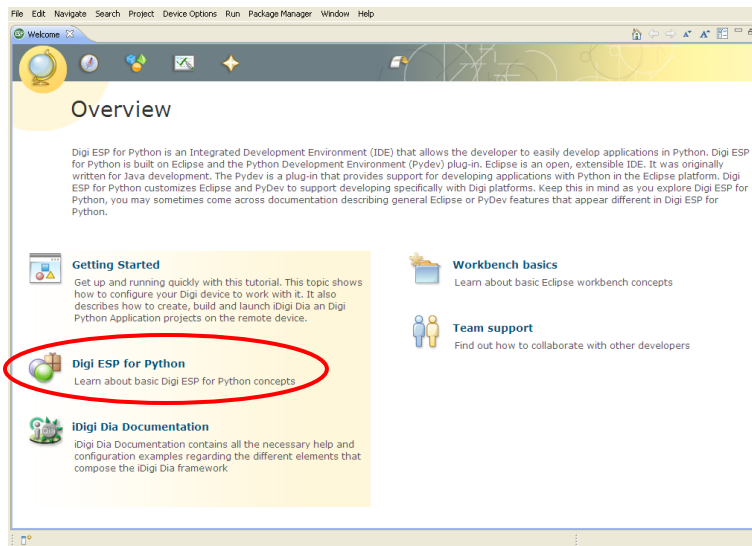 File Edit Navigate Search Project Device Options Run Package Manager Window Help
Welcome
Overview
Digi ESP for Python is an Integrated Development Environment (IDE) that allows the developer to easily develop applications in Python. Digi ESP
for Python is built on Eclipse and the Python Development Environment (Pydev) plug-in. Eclipse is an open, extensible IDE. It was originally
written for Java development. The Pydev is a plug-in that provides support for developing applications with Python in the Eclipse platform. Digi
ESP for Python customizes Eclipse and PyDev to support developing specifically with Digi platforms. Keep this in mind as you explore Digi ESP for
Python, you may sometimes come across documentation describing general Eclipse or PyDev features that appear different in Digi ESP for
Python.
Getting Started
Get up and running quickly with this tutorial. This topic shows
how to configure your Digi device to work with it. It also
describes how to create, build and launch iDigi Dia an Digi
Python Application projects on the remote device.
Digi ESP for Python
Learn about basic Digi ESP for Python concepts
iDigi Dia Documentation
iDigi Dia Documentation contains all the necessary help and
configuration examples regarding the different elements that
compose the iDigi Dia framework
Workbench basics
Learn about basic Eclipse workbench concepts
Team support
Find out how to collaborate with other developers